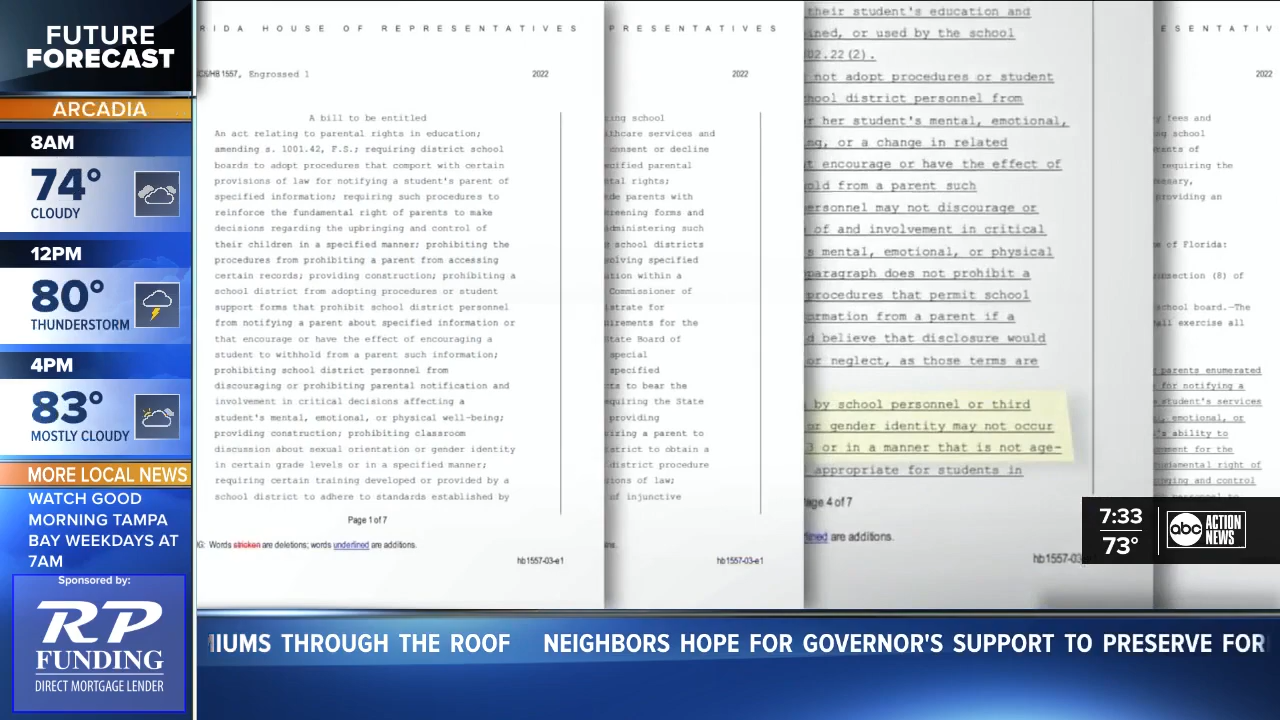 FUTURE
FORECAST
ARCADIA
8AM
74°
CLOUDY
12PM
80°
THUNDERSTORM
4PM
83°
MOSTLY CLOUDY
MORE LOCAL NEWS
WATCH GOOD
MORNING TAMPA
BAY WEEKDAYS AT
7AM
Sponsored by:
RP
FUNDING
DIRECT MORTGAGE LENDER
RIDA HOUSE OF REPRESENTATIVES
CS/HB 1557, Engrossed 1 2022
A bill to be entitled
An act relating to parental rights in education;
amending s. 1001.42, F.S.; requiring district school
boards to adopt procedures that comport with certain
provisions of law for notifying a student's parent of
specified information; requiring such procedures to
reinforce the fundamental right of parents to make
decisions regarding the upbringing and control of
their children in a specified manner; prohibiting the
procedures from prohibiting a parent from accessing
certain records; providing construction; prohibiting a
school district from adopting procedures or student
support forms that prohibit school district personnel
from notifying a parent about specified information or
that encourage or have the effect of encouraging a
student to withhold from a parent such information;
prohibiting school district personnel from
discouraging or prohibiting parental notification and
involvement in critical decisions affecting a
student's mental, emotional, or physical well-being;
providing construction; prohibiting classroom
discussion about sexual orientation or gender identity
in certain grade levels or in a specified manner;
requiring certain training developed or provided by a
school district to adhere to standards established by
Page 1 of 7
G: Words stricken are deletions; words underlined are additions.
hb1557-03-e1
PRESENTATIVES
2022
ing school
thcare services and
consent or decline
cified parental
tal rights;
de parents with
reening forms and
dministering such
school districts
olving specified
ation within a
Commissioner of
strate for
irements for the
State Board of
special
specified
ts to bear the
equiring the State
providing
iring a parent to
strict to obtain a
district procedure
ions of law;
of injunctive
ns.
hb1557-03-e1
their student's education and
ined, or used by the school
02.22(2).
not adopt procedures or student
hool district personnel from
r her student's mental, emotional,
ng, or a change in related
t encourage or have the effect of
old from a parent such
ersonnel may not discourage or
of and involvement in critical
s mental, emotional, or physical
paragraph does not prohibit a
procedures that permit school
ormation from a parent if a
d believe that disclosure would
or neglect, as those terms are
by school personnel or third
or gender identity may not occur
3 or in a manner that is not age-
appropriate for students in
Page 4 of 7
lined are additions.
hb1557-03
ESENTATIV
2022
y fees and
ng school
rants of
requiring the
essary,
roviding an
e of Florida:
section (8) of
school board.—The
all exercise all
parents enumerated
for notifying a
student's services
al, emotional, or
's ability to
onment for the
undamental right of
nging and control
7:33
73°
abc ACTION
NEWS
MIUMS THROUGH THE ROOF NEIGHBORS HOPE FOR GOVERNOR'S SUPPORT TO PRESERVE FOR